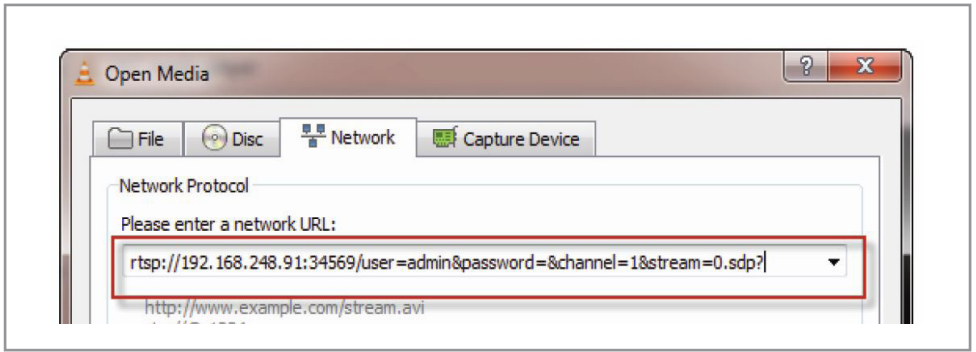 Open Media
?
X
File
Disc
Network
Capture Device
Network Protocol
Please enter a network URL:
rtsp://192.168.248.91:34569/user=admin&password=&channel=1&stream=0.sdp?
http://www.example.com/stream.avi